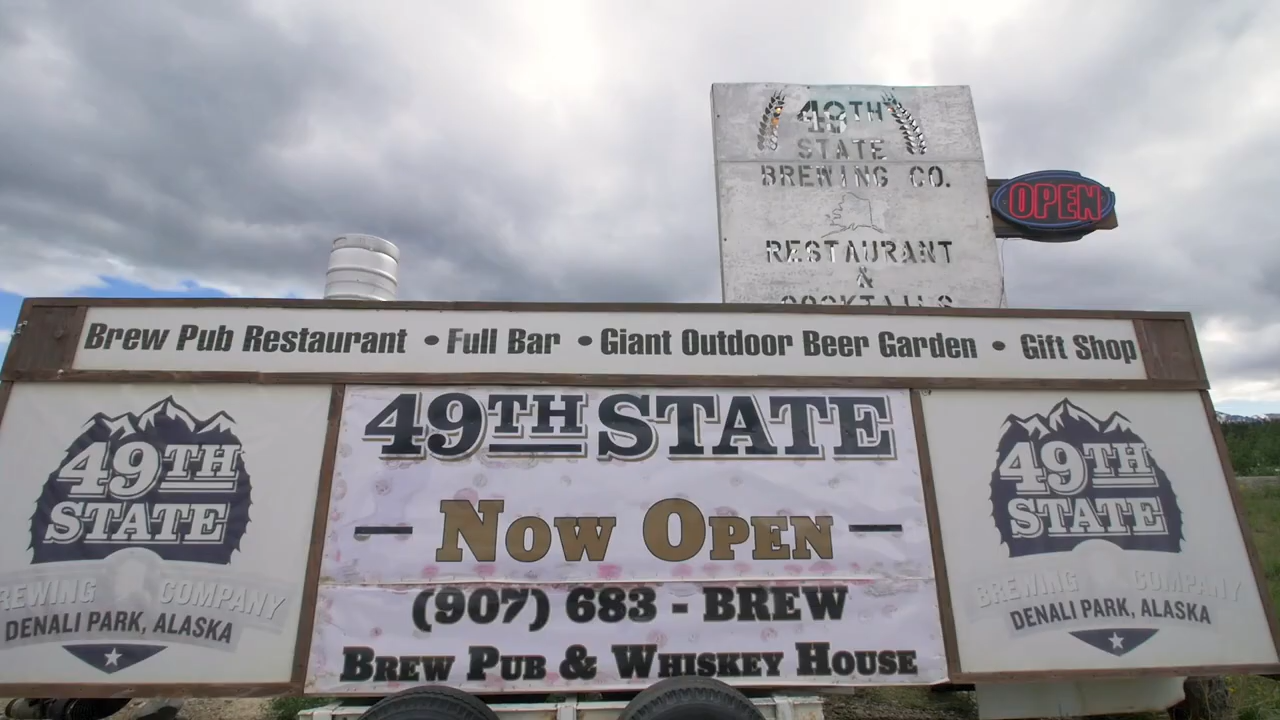 49TH
STATE
BREWING CO.
RESTAURANT
&
COCKTAILS
OPEN
Brew Pub Restaurant • Full Bar • Giant Outdoor Beer Garden • Gift Shop
49TH
STATE
BREWING COMPANY
DENALI PARK, ALASKA
49TH STATE
Now Open
(907) 683 - BREW
Brew Pub & Whiskey House
49TH
STATE
BREWING COMPANY
DENALI PARK, ALASKA